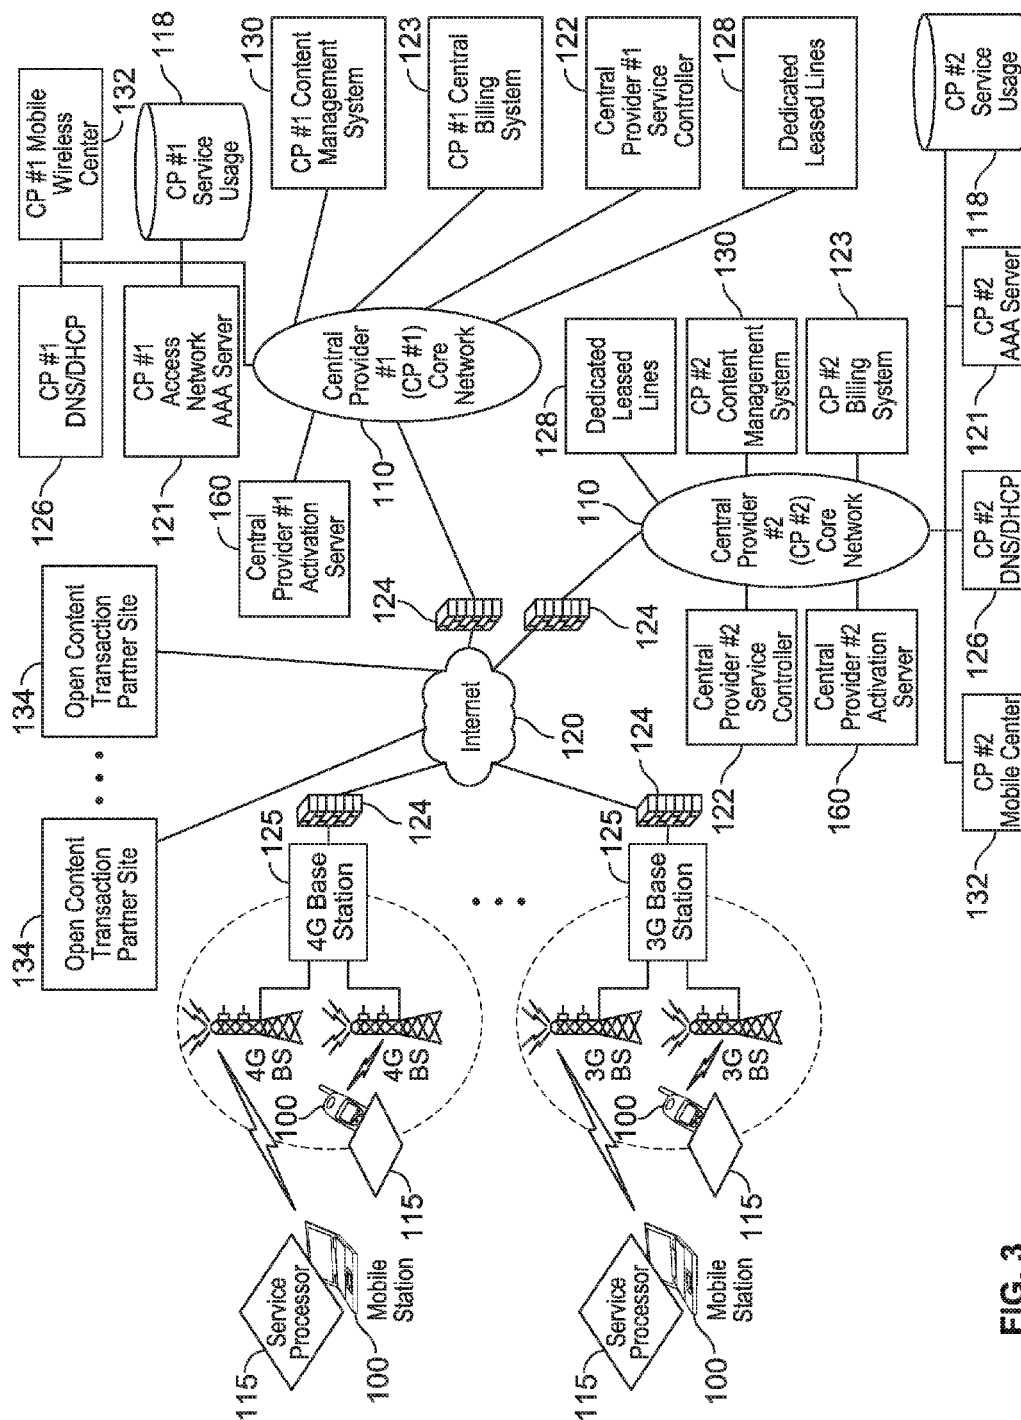 134
Open Content
Transaction
Partner Site
134
Open Content
Transaction
Partner Site
126
CP #1
DNS/DHCP
CP #1 Mobile
Wireless
Center
132
121
CP #1
Access
Network
AAA Server
CP #1
Service
Usage
118
160
Central
Provider #1
Activation
Server
110
Central
Provider
#1
(CP #1)
Core
Network
CP #1 Content
Management
System
130
CP #1 Central
Billing
System
123
Central
Provider #1
Service
Controller
122
Dedicated
Leased Lines
128
115
Service
Processor
100
Mobile
Station
100
115
4G
BS
4G
BS
4G Base
Station
125
124
Internet
120
124
124
115
Service
Processor
100
Mobile
Station
100
115
3G
BS
3G
BS
3G Base
Station
125
124
128
Dedicated
Leased
Lines
110
Central
Provider
#2
(CP #2)
Core
Network
122
Central
Provider #2
Service
Controller
160
Central
Provider #2
Activation
Server
CP #2
Content
Management
System
130
CP #2
Billing
System
123
132
CP #2
Mobile Center
126
CP #2
DNS/DHCP
121
CP #2
AAA Server
118
CP #2
Service
Usage
FIG. 3